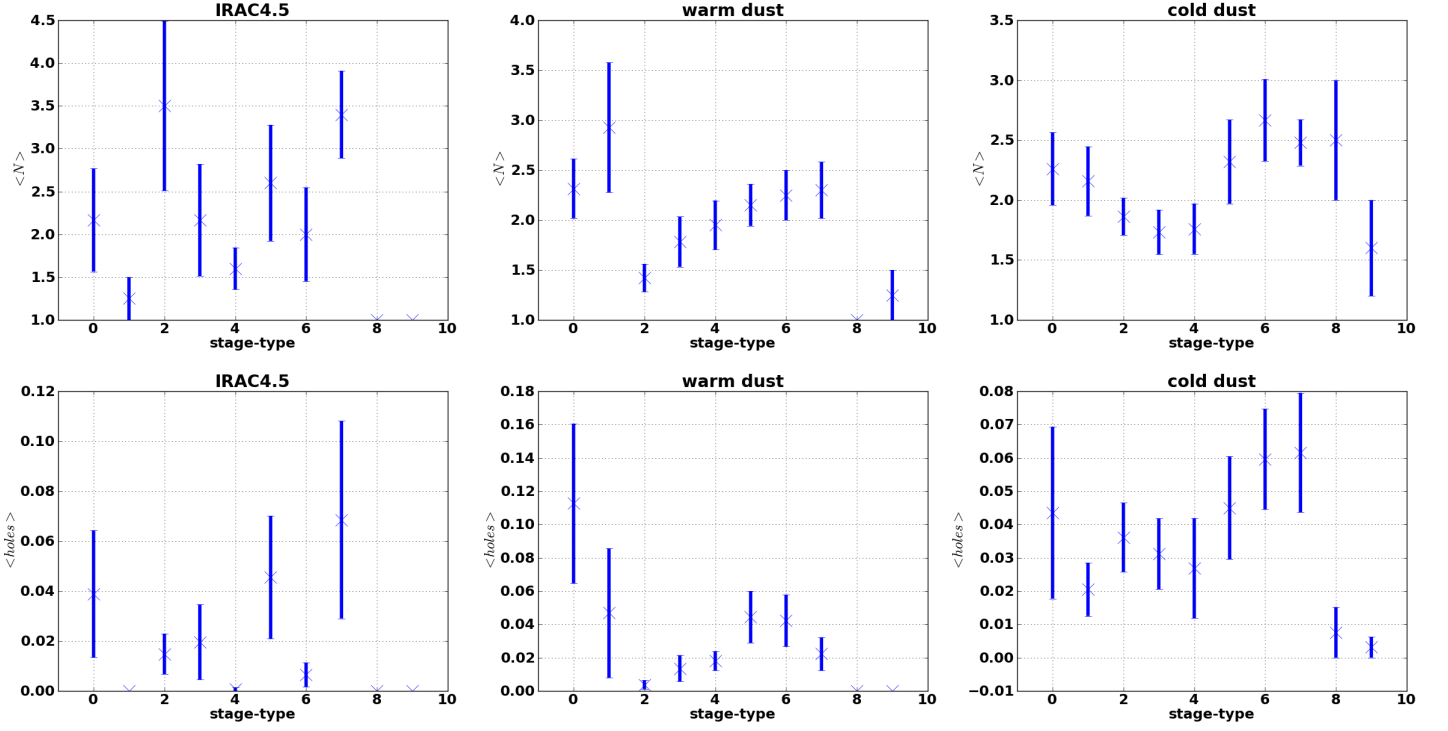 IRAC4.5
4.5
4.0
3.5
3.0
2.5
2.0
1.5
1.0
<N>
0 2 4 6 8 10
stage-type
warm dust
4.0
3.5
3.0
2.5
2.0
1.5
1.0
<N>
0 2 4 6 8 10
stage-type
cold dust
3.5
3.0
2.5
2.0
1.5
1.0
<N>
0 2 4 6 8 10
stage-type
IRAC4.5
0.12
0.10
0.08
0.06
0.04
0.02
0.00
<holes>
0 2 4 6 8 10
stage-type
warm dust
0.18
0.16
0.14
0.12
0.10
0.08
0.06
0.04
0.02
0.00
<holes>
0 2 4 6 8 10
stage-type
cold dust
0.08
0.07
0.06
0.05
0.04
0.03
0.02
0.01
0.00
−0.01
<holes>
0 2 4 6 8 10
stage-type